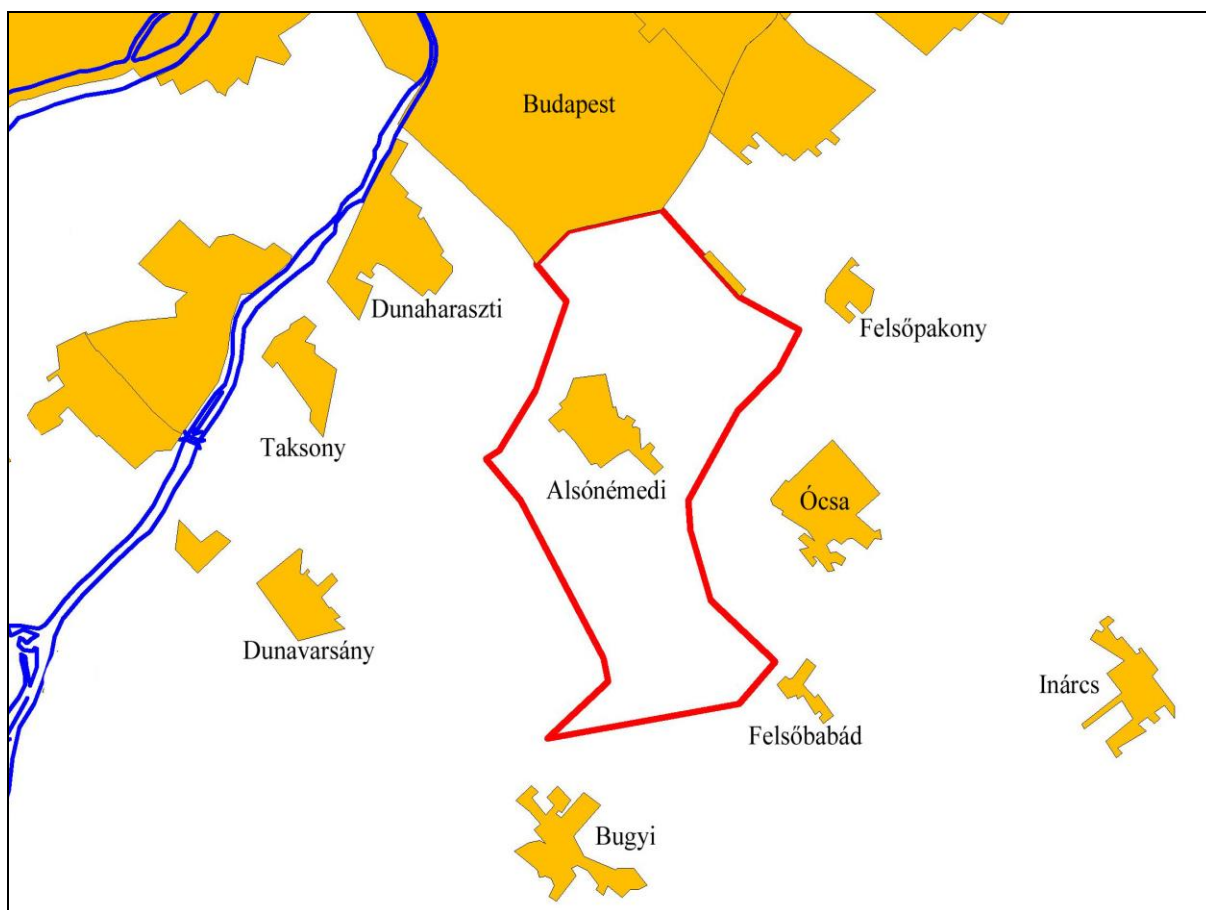 Budapest
Dunaharaszti
Felsőpakony
Taksony
Alsónémedi
Ócsa
Dunavarsány
Inárcs
Felsőbabád
Bugyi